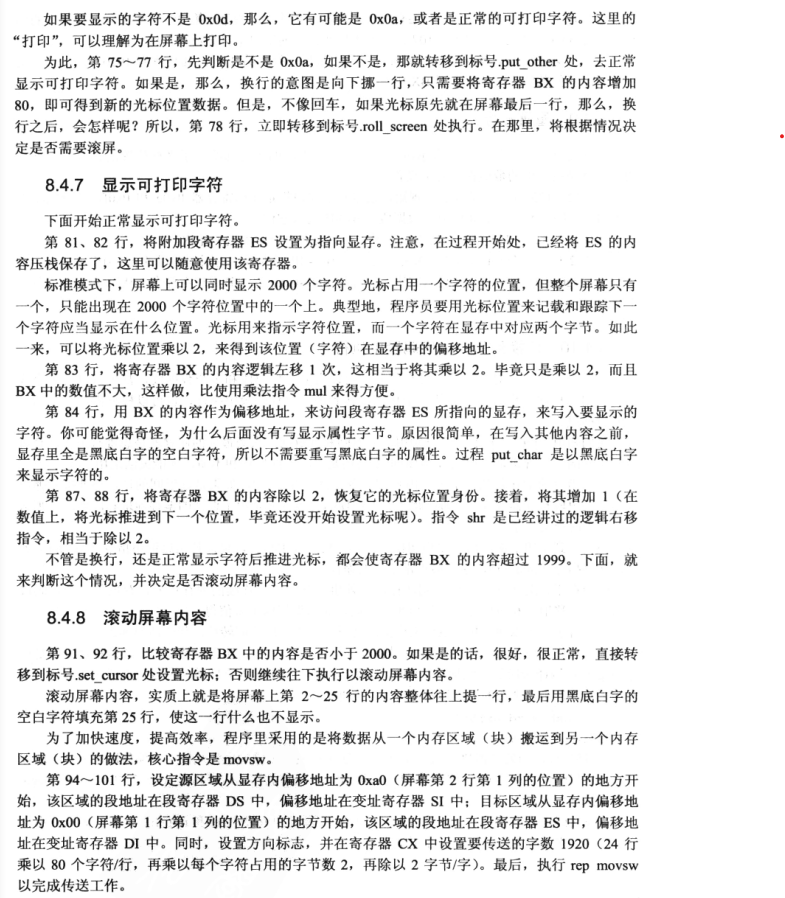 如果要显示的字符不是 0x0d，那么，它有可能是 0x0a，或者是正常的可打印字符。这里的
“打印”，可以理解为在屏幕上打印。
为此，第 75～77 行，先判断是不是 0x0a，如果不是，那就转移到标号.put_other 处，去正常
显示可打印字符。如果是，那么，换行的意图是向下挪一行，只需要将寄存器 BX 的内容增加
80，即可得到新的光标位置数据。但是，不像回车，如果光标原先就在屏幕最后一行，那么，换
行之后，会怎样呢？所以，第 78 行，立即转移到标号.roll_screen 处执行。在那里，将根据情况决
定是否需要滚屏。
8.4.7 显示可打印字符
下面开始正常显示可打印字符。
第 81、82 行，将附加段寄存器 ES 设置为指向显存。注意，在过程开始处，已经将 ES 的内
容压栈保存了，这里可以随意使用该寄存器。
标准模式下，屏幕上可以同时显示 2000 个字符。光标占用一个字符的位置，但整个屏幕只有
一个，只能出现在 2000 个字符位置中的一个上。典型地，程序员要用光标位置来记载和跟踪下一
个字符应当显示在什么位置。光标用来指示字符位置，而一个字符在显存中对应两个字节。如此
一来，可以将光标位置乘以 2，来得到该位置（字符）在显存中的偏移地址。
第 83 行，将寄存器 BX 的内容逻辑左移 1 次，这相当于将其乘以 2。毕竟只是乘以 2，而且
BX 中的数值不大，这样做，比使用乘法指令 mul 来得方便。
第 84 行，用 BX 的内容作为偏移地址，来访问段寄存器 ES 所指向的显存，来写入要显示的
字符。你可能觉得奇怪，为什么后面没有写显示属性字节。原因很简单，在写入其他内容之前，
显存里全是黑底白字的空白字符，所以不需要重写黑底白字的属性。过程 put_char 是以黑底白字
来显示字符的。
第 87、88 行，将寄存器 BX 的内容除以 2，恢复它的光标位置身份。接着，将其增加 1（在
数值上，将光标推进到下一个位置，毕竟还没开始设置光标呢）。指令 shr 是已经讲过的逻辑右移
指令，相当于除以 2。
不管是换行，还是正常显示字符后推进光标，都会使寄存器 BX 的内容超过 1999。下面，就
来判断这个情况，并决定是否滚动屏幕内容。
8.4.8 滚动屏幕内容
第 91、92 行，比较寄存器 BX 中的内容是否小于 2000。如果是的话，很好，很正常，直接转
移到标号.set_cursor 处设置光标；否则继续往下执行以滚动屏幕内容。
滚动屏幕内容，实质上就是将屏幕上第 2～25 行的内容整体往上提一行，最后用黑底白字的
空白字符填充第 25 行，使这一行什么也不显示。
为了加快速度，提高效率，程序里采用的是将数据从一个内存区域（块）搬运到另一个内存
区域（块）的做法，核心指令是 movsw。
第 94～101 行，设定源区域从显存内偏移地址为 0xa0（屏幕第 2 行第 1 列的位置）的地方开
始，该区域的段地址在段寄存器 DS 中，偏移地址在变址寄存器 SI 中；目标区域从显存内偏移地
址为 0x00（屏幕第 1 行第 1 列的位置）的地方开始，该区域的段地址在段寄存器 ES 中，偏移地
址在变址寄存器 DI 中。同时，设置方向标志，并在寄存器 CX 中设置要传送的字数 1920（24 行
乘以 80 个字符/行，再乘以每个字符占用的字节数 2，再除以 2 字节/字）。最后，执行 rep movsw
以完成传送工作。